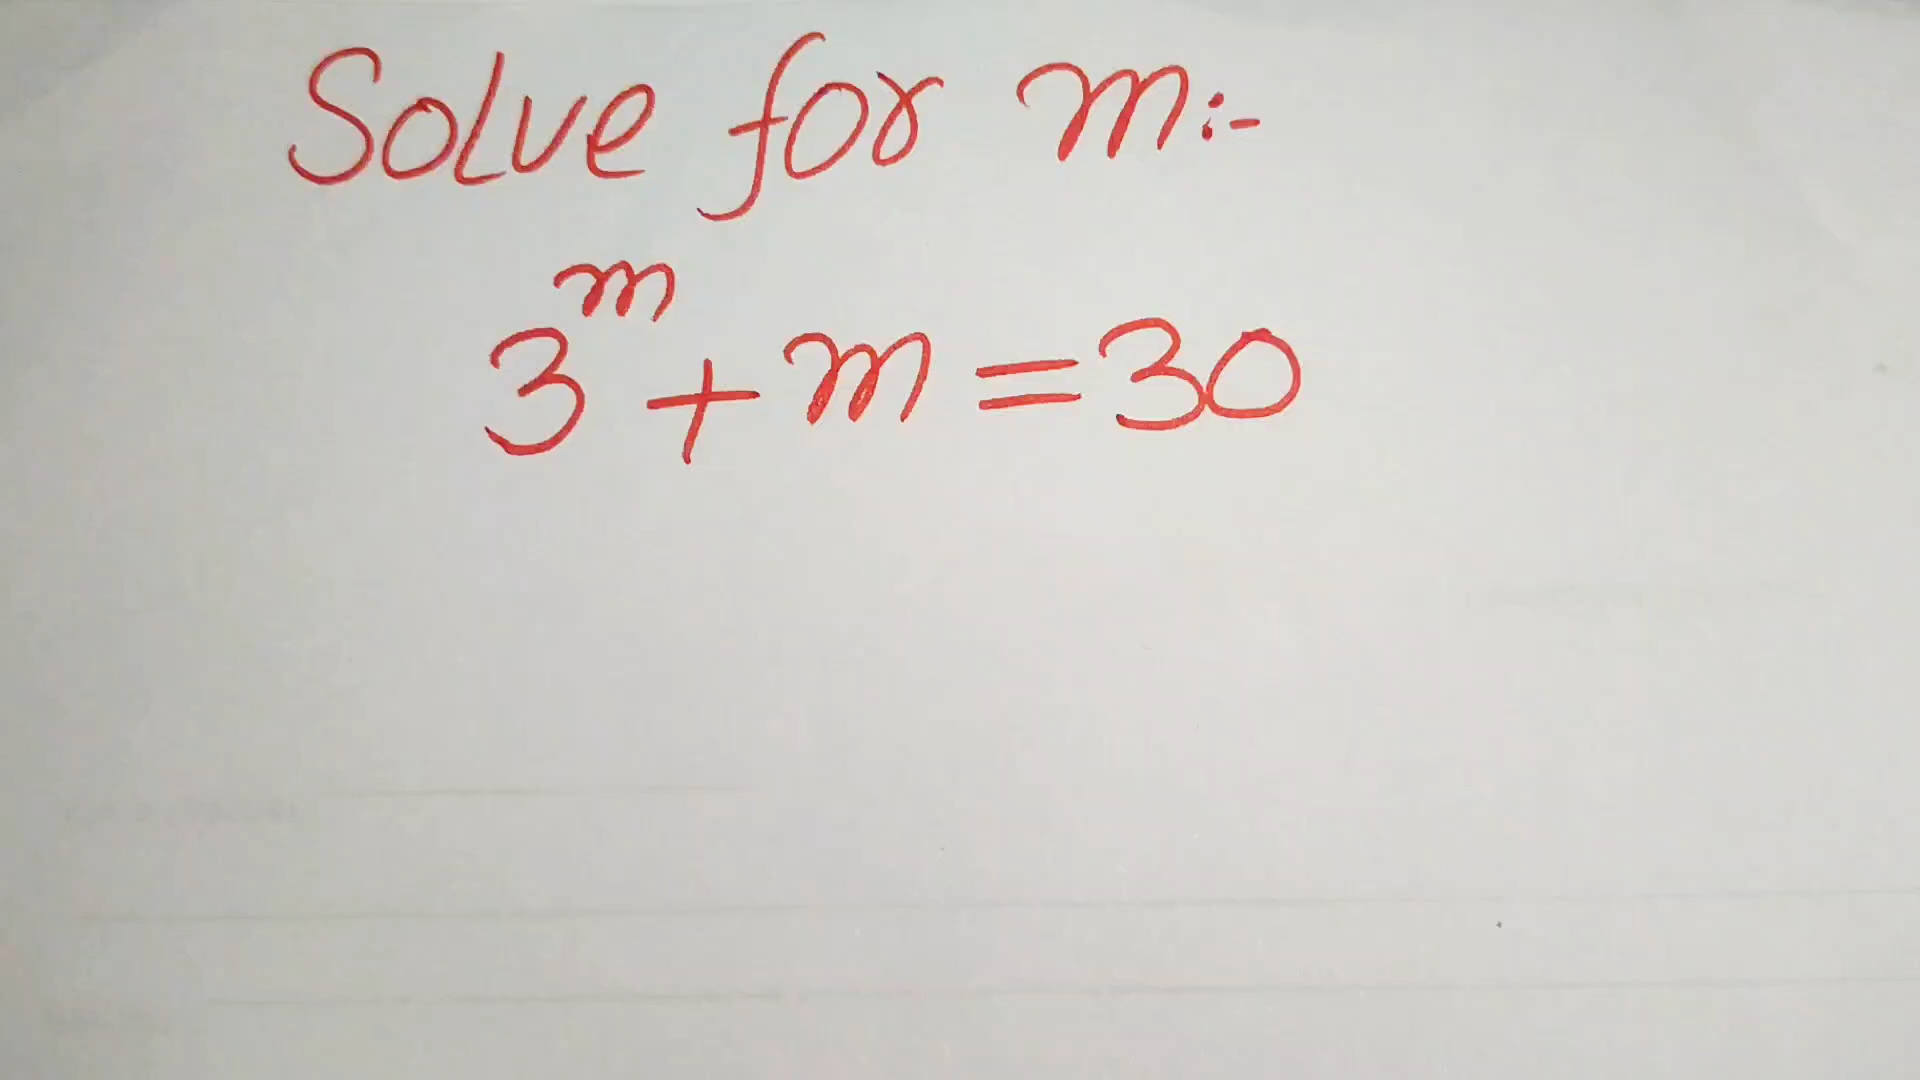 Solve for m:-
3^m + m = 30